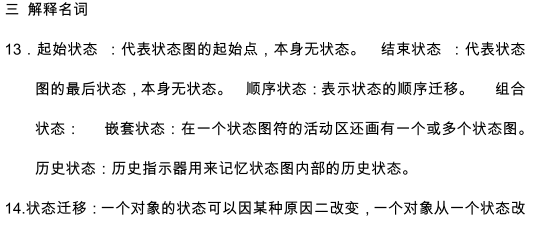 三 解释名词
13．起始状态 ：代表状态图的起始点，本身无状态。 结束状态 ：代表状态
图的最后状态，本身无状态。 顺序状态：表示状态的顺序迁移。 组合
状态： 嵌套状态：在一个状态图符的活动区还画有一个或多个状态图。
历史状态：历史指示器用来记忆状态图内部的历史状态。
14.状态迁移：一个对象的状态可以因某种原因二改变，一个对象从一个状态改